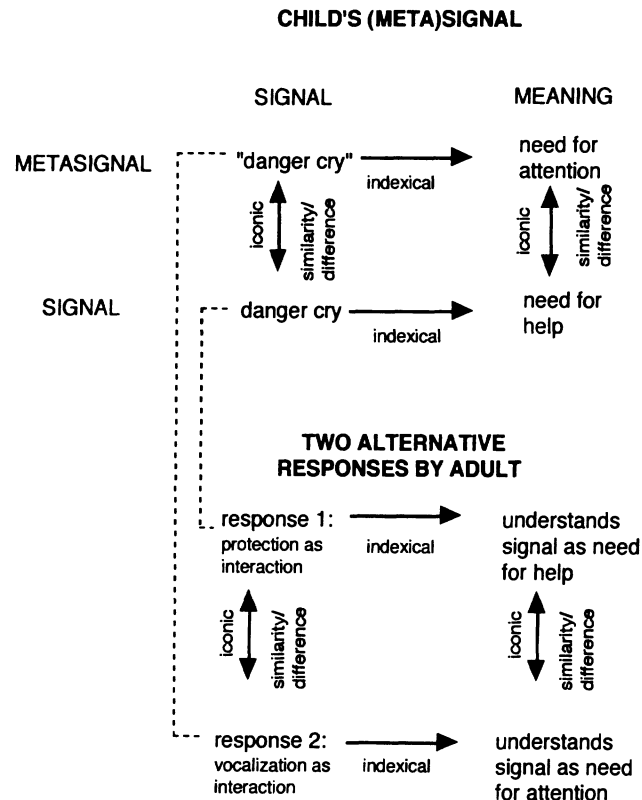 CHILD'S (META)SIGNAL
SIGNAL MEANING
METASIGNAL
"danger cry"
indexical
need for
attention
iconic
similarity/
difference
iconic
similarity/
difference
SIGNAL
danger cry
indexical
need for
help
TWO ALTERNATIVE
RESPONSES BY ADULT
response 1:
protection as
interaction
indexical
understands
signal as need
for help
iconic
similarity/
difference
iconic
similarity/
difference
response 2:
vocalization as
interaction
indexical
understands
signal as need
for attention